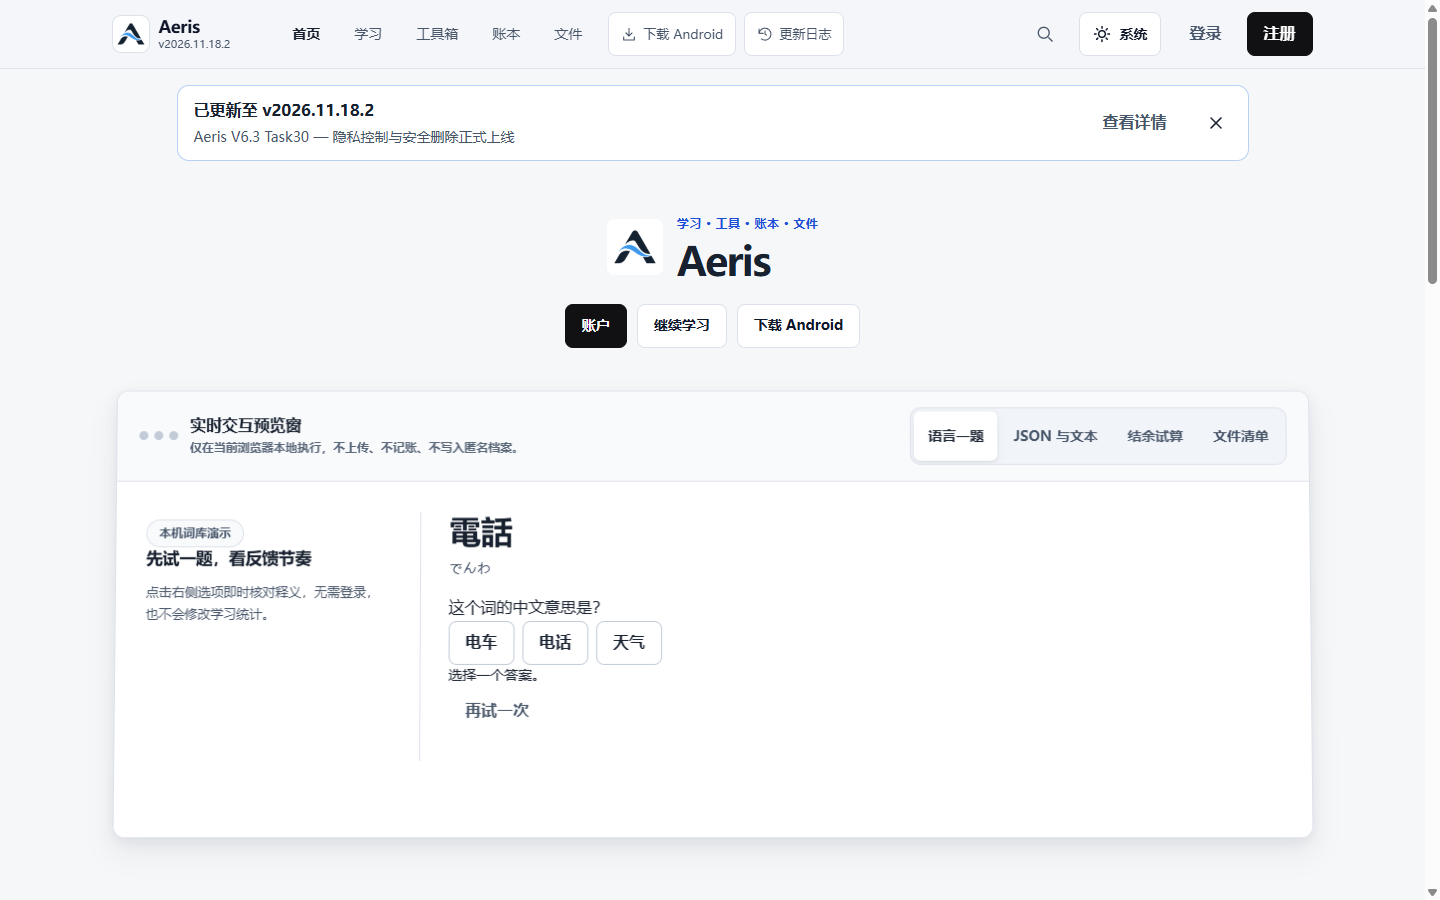 Aeris
v2026.11.18.2
首页
学习
工具箱
账本
文件
下载 Android
更新日志
系统
登录
注册
已更新至 v2026.11.18.2
Aeris V6.3 Task30 — 隐私控制与安全删除正式上线
查看详情
学习 • 工具 • 账本 • 文件
Aeris
账户
继续学习
下载 Android
实时交互预览窗
仅在当前浏览器本地执行，不上传、不记账、不写入匿名档案。
语言一题
JSON 与文本
结余试算
文件清单
本机词库演示
先试一题，看反馈节奏
点击右侧选项即时核对释义，无需登录，
也不会修改学习统计。
電話
でんわ
这个词的中文意思是？
电车
电话
天气
选择一个答案。
再试一次